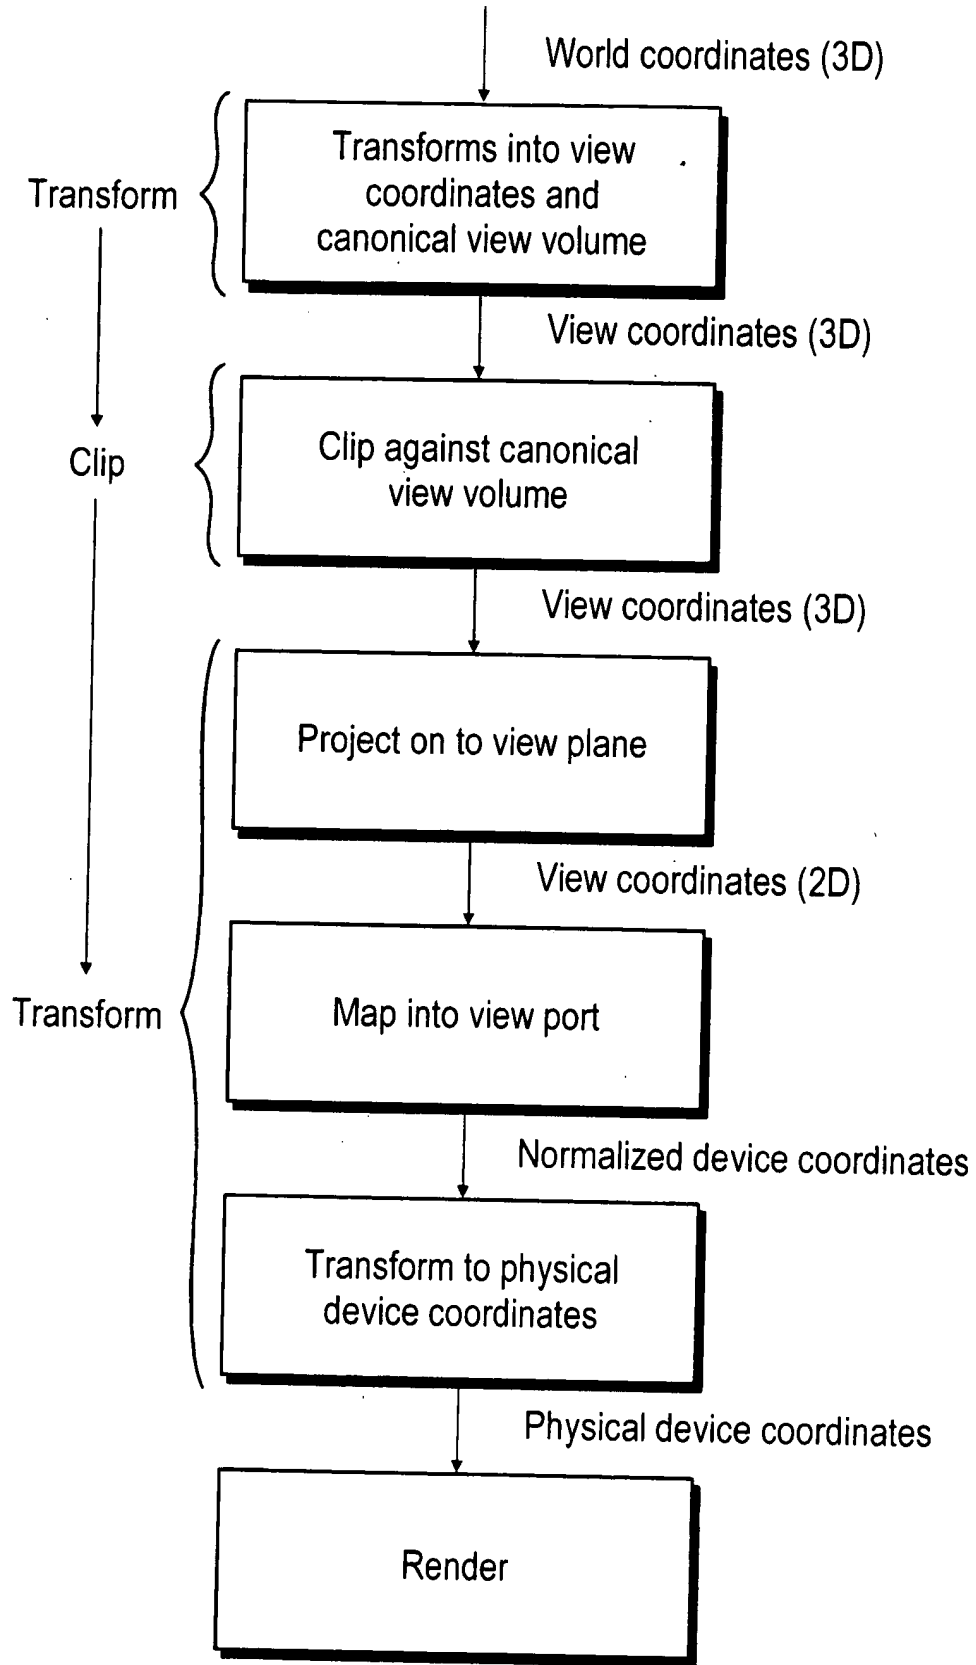 World coordinates (3D)
Transforms into view
coordinates and
canonical view volume
Transform
View coordinates (3D)
Clip against canonical
view volume
Clip
View coordinates (3D)
Project on to view plane
View coordinates (2D)
Map into view port
Transform
Normalized device coordinates
Transform to physical
device coordinates
Physical device coordinates
Render